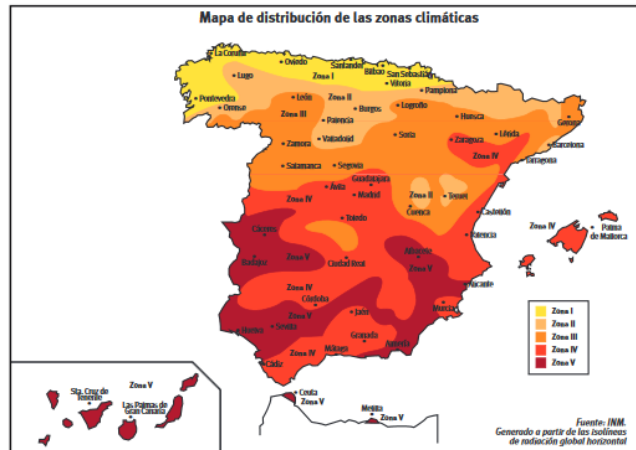 Mapa de distribución de las zonas climáticas
La Coruña
Oviedo
Santander
Bilbao
San Sebastián
Zona I
Lugo
Vitoria
Pamplona
Pontevedra
Orense
León
Zona II
Burgos
Logroño
Huesca
Gerona
Zona III
Palencia
Valladolid
Soria
Zaragoza
Lérida
Barcelona
Zamora
Zona IV
Tarragona
Salamanca
Segovia
Ávila
Guadalajara
Madrid
Zona IV
Zona II
Teruel
Cuenca
Castellón
Toledo
Zona IV
Palma
de Mallorca
Cáceres
Valencia
Badajoz
Zona V
Ciudad Real
Albacete
Zona V
Zona IV
Alicante
Córdoba
Murcia
Zona V
Jaén
Huelva
Sevilla
Granada
Almería
Málaga
Zona IV
Cádiz
Zona I
Zona II
Zona III
Zona IV
Zona V
Zona V
Sta. Cruz de
Tenerife
Las Palmas de
Gran Canaria
Ceuta
Zona V
Melilla
Zona V
Fuente: INM.
Generado a partir de las isolíneas
de radiación global horizontal